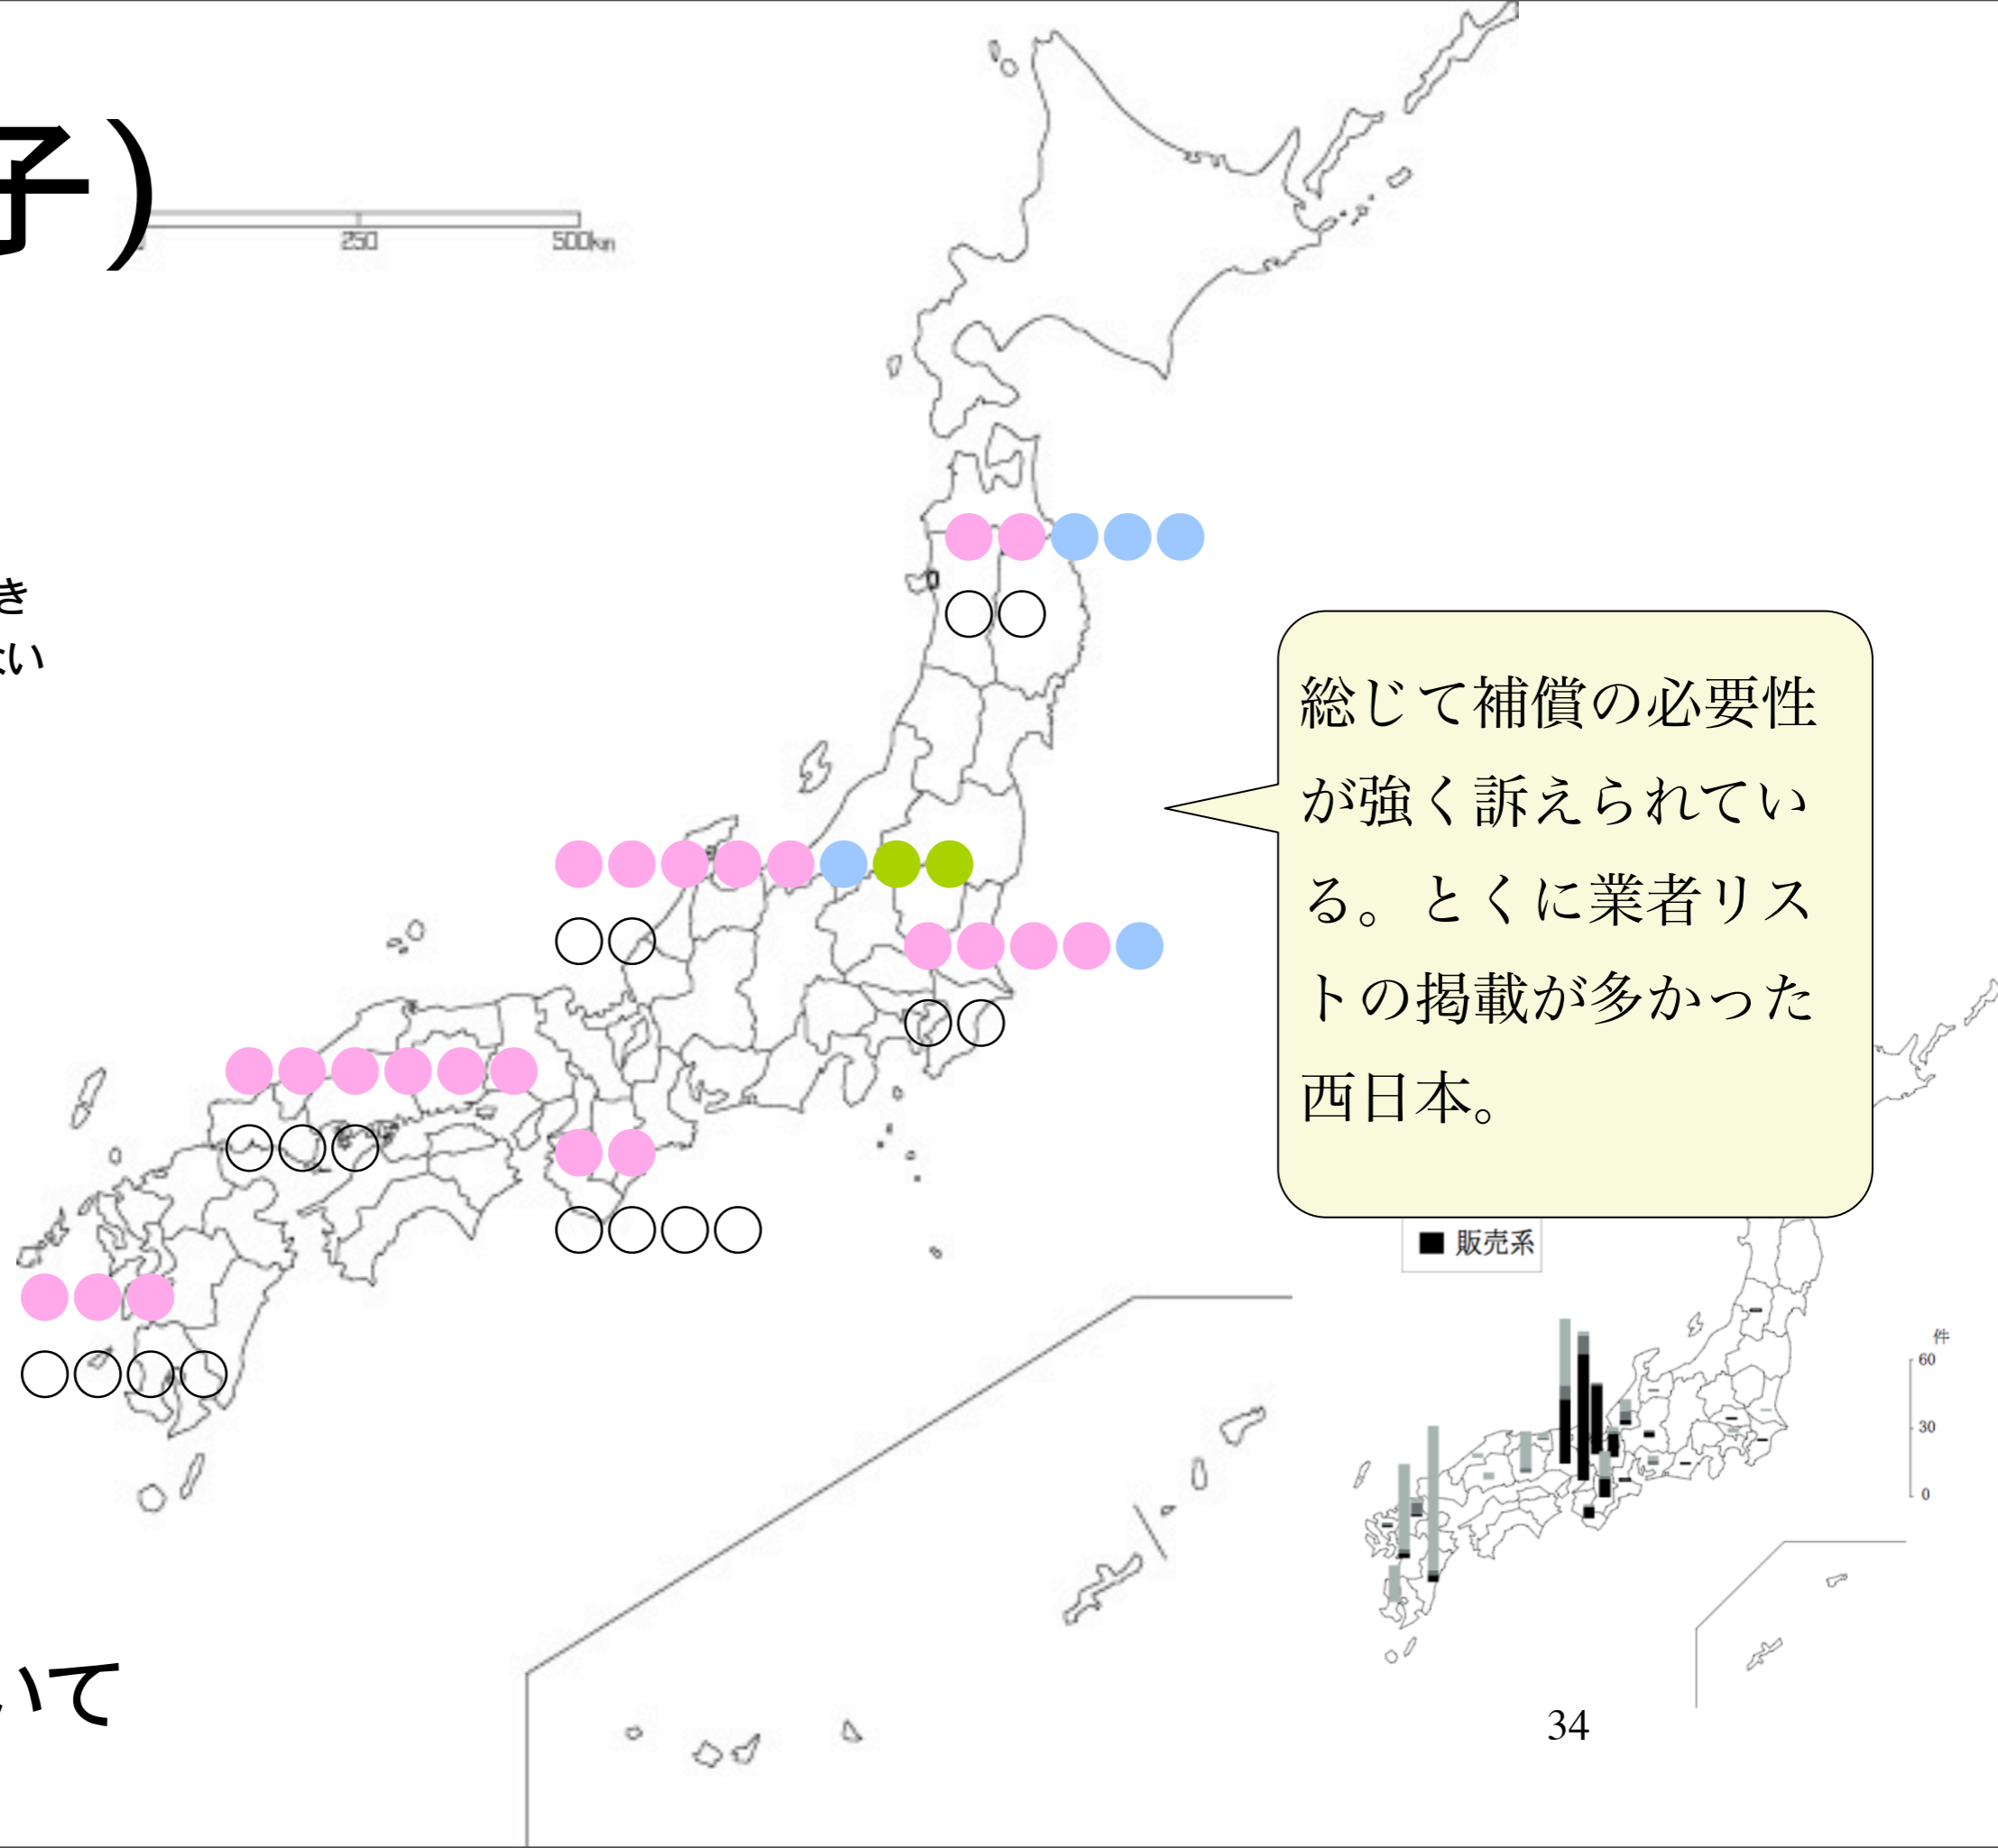 子)
250
500km
き
い
総じて補償の必要性
が強く訴えられてい
る。とくに業者リス
トの掲載が多かった
西日本。
販売系
件
60
30
0
いて
34